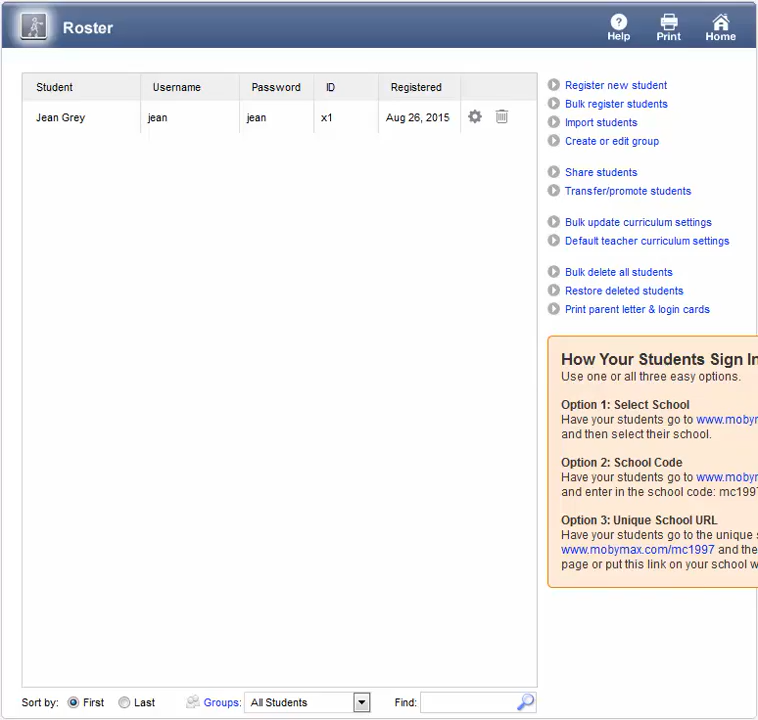 Roster
Help
Print
Home
Student Username Password ID Registered
Jean Grey jean jean x1 Aug 26, 2015
Register new student
Bulk register students
Import students
Create or edit group
Share students
Transfer/promote students
Bulk update curriculum settings
Default teacher curriculum settings
Bulk delete all students
Restore deleted students
Print parent letter & login cards
How Your Students Sign In
Use one or all three easy options.
Option 1: Select School
Have your students go to www.moby
and then select their school.
Option 2: School Code
Have your students go to www.moby
and enter in the school code: mc1997
Option 3: Unique School URL
Have your students go to the unique
www.mobymax.com/mc1997 and the
page or put this link on your school
Sort by: First Last Groups: All Students Find: